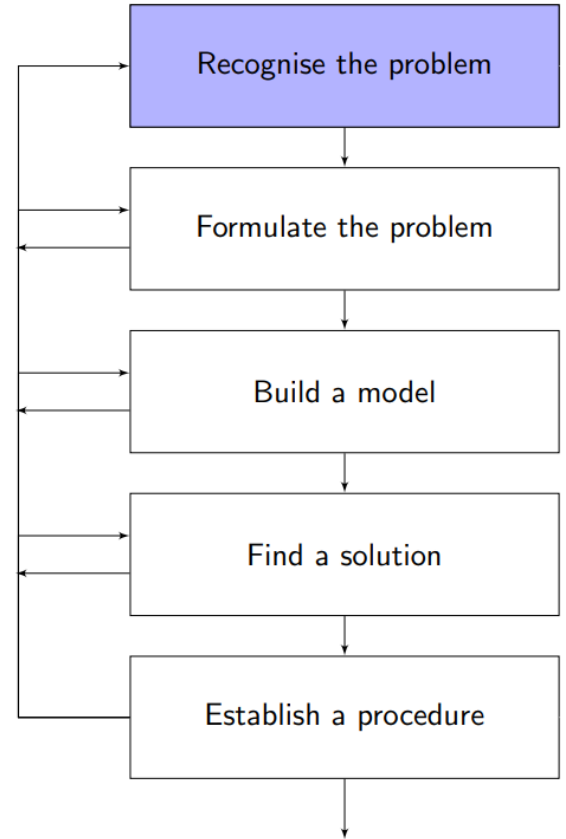 Recognise the problem
Formulate the problem
Build a model
Find a solution
Establish a procedure